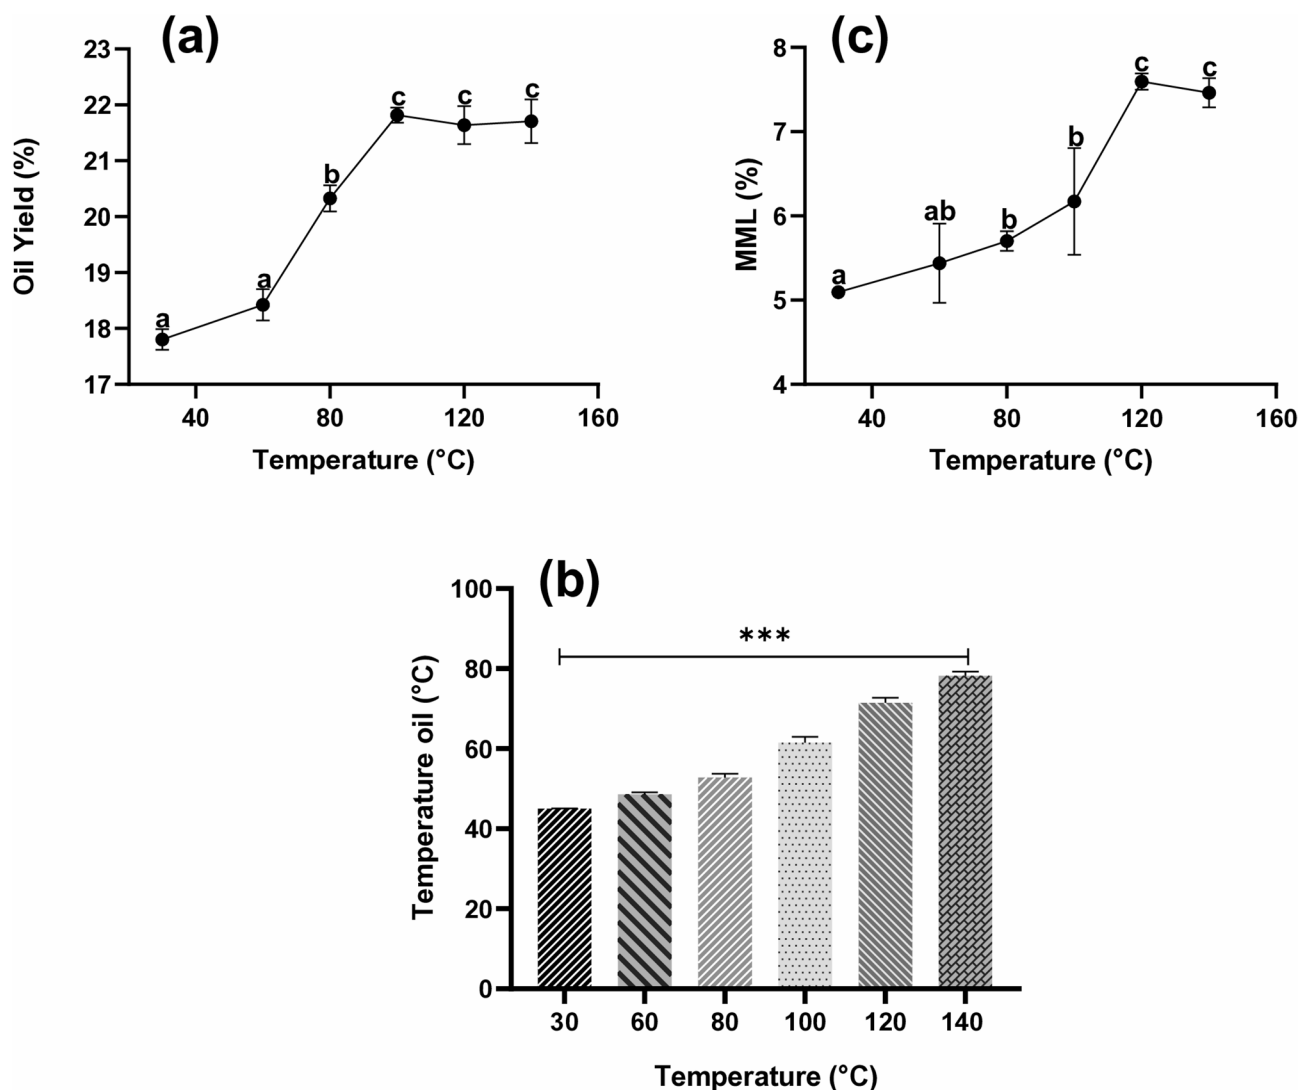 (a)
23
22
21
20
19
18
17
Oil Yield (%)
a
a
b
c
c
c
40
80
120
160
Temperature (°C)
(c)
8
7
6
5
4
MML (%)
a
ab
b
b
c
c
40
80
120
160
Temperature (°C)
(b)
100
80
60
40
20
0
Temperature oil (°C)
***
30
60
80
100
120
140
Temperature (°C)